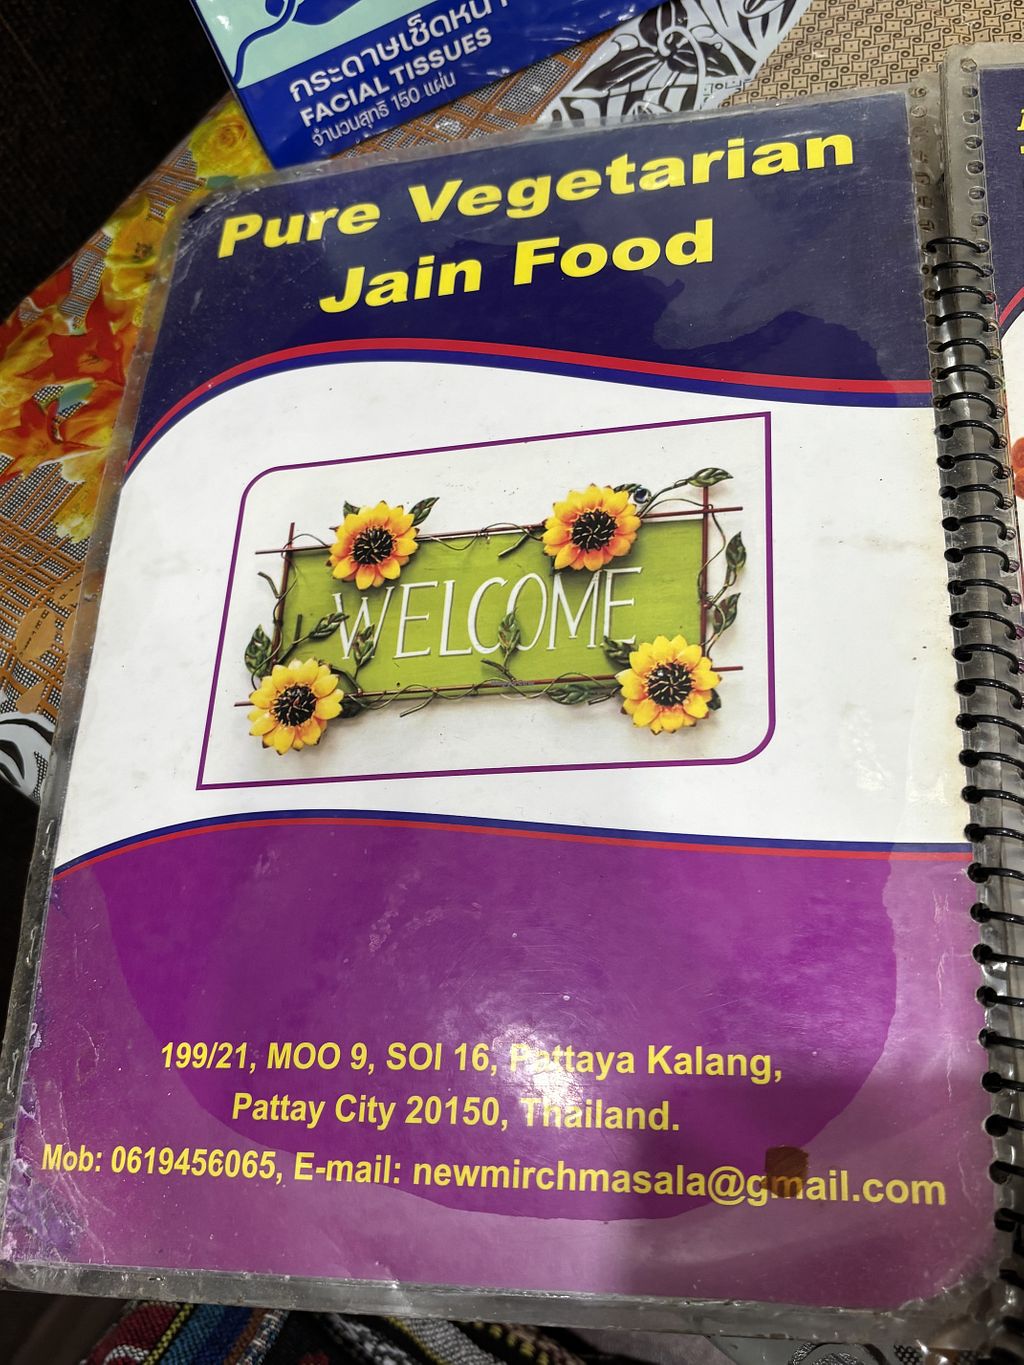 กระดาษเช็ดหน้า
FACIAL TISSUES
จำนวนสุทธิ 150 แผ่น
Pure Vegetarian
Jain Food
WELCOME
199/21, MOO 9, SOI 16, Pattaya Kalang,
Pattay City 20150, Thailand.
Mob: 0619456065, E-mail: newmirchmasala@gmail.com